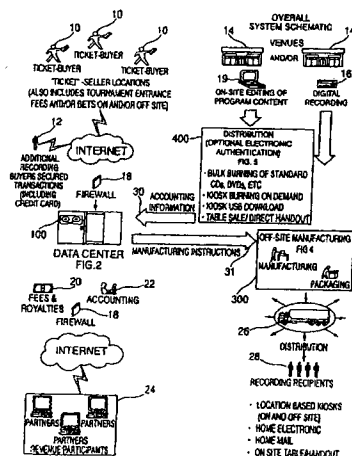 10
10
10
TICKET-BUYER
TICKET-BUYER
TICKET-BUYER
"TICKET"-SELLER LOCATIONS
(ALSO INCLUDES TOURNAMENT ENTRANCE
FEES AND/OR BETS ON AND/OR OFF SITE)
12
INTERNET
ADDITIONAL
RECORDING
BUYERS SECURED
TRANSACTIONS
(INCLUDING
CREDIT CARD)
18
FIREWALL
100
DATA CENTER
FIG.2
30
ACCOUNTING
INFORMATION
MANUFACTURING INSTRUCTIONS
31
20
FEES &
ROYALTIES
22
ACCOUNTING
18
FIREWALL
INTERNET
24
PARTNERS
PARTNERS
PARTNERS
REVENUE PARTICIPANTS
OVERALL
SYSTEM SCHEMATIC
14
VENUES
14
AND/OR
19
ON-SITE EDITING OF
PROGRAM CONTENT
16
DIGITAL
RECORDING
400
DISTRIBUTION
(OPTIONAL ELECTRONIC
AUTHENTICATION)
• BULK BURNING OF STANDARD
CDs, DVDs, ETC
• KIOSK BURNING ON DEMAND
• KIOSK USB DOWNLOAD
• TABLE SALE/ DIRECT HANDOUT
OFF-SITE MANUFACTURING
FIG 4
MANUFACTURING
PACKAGING
300
26
DISTRIBUTION
28
RECORDING RECIPIENTS
• LOCATION BASED KIOSKS
(ON AND OFF SITE)
• HOME ELECTRONIC
• HOME MAIL
• ON SITE TABLE/HANDOUT